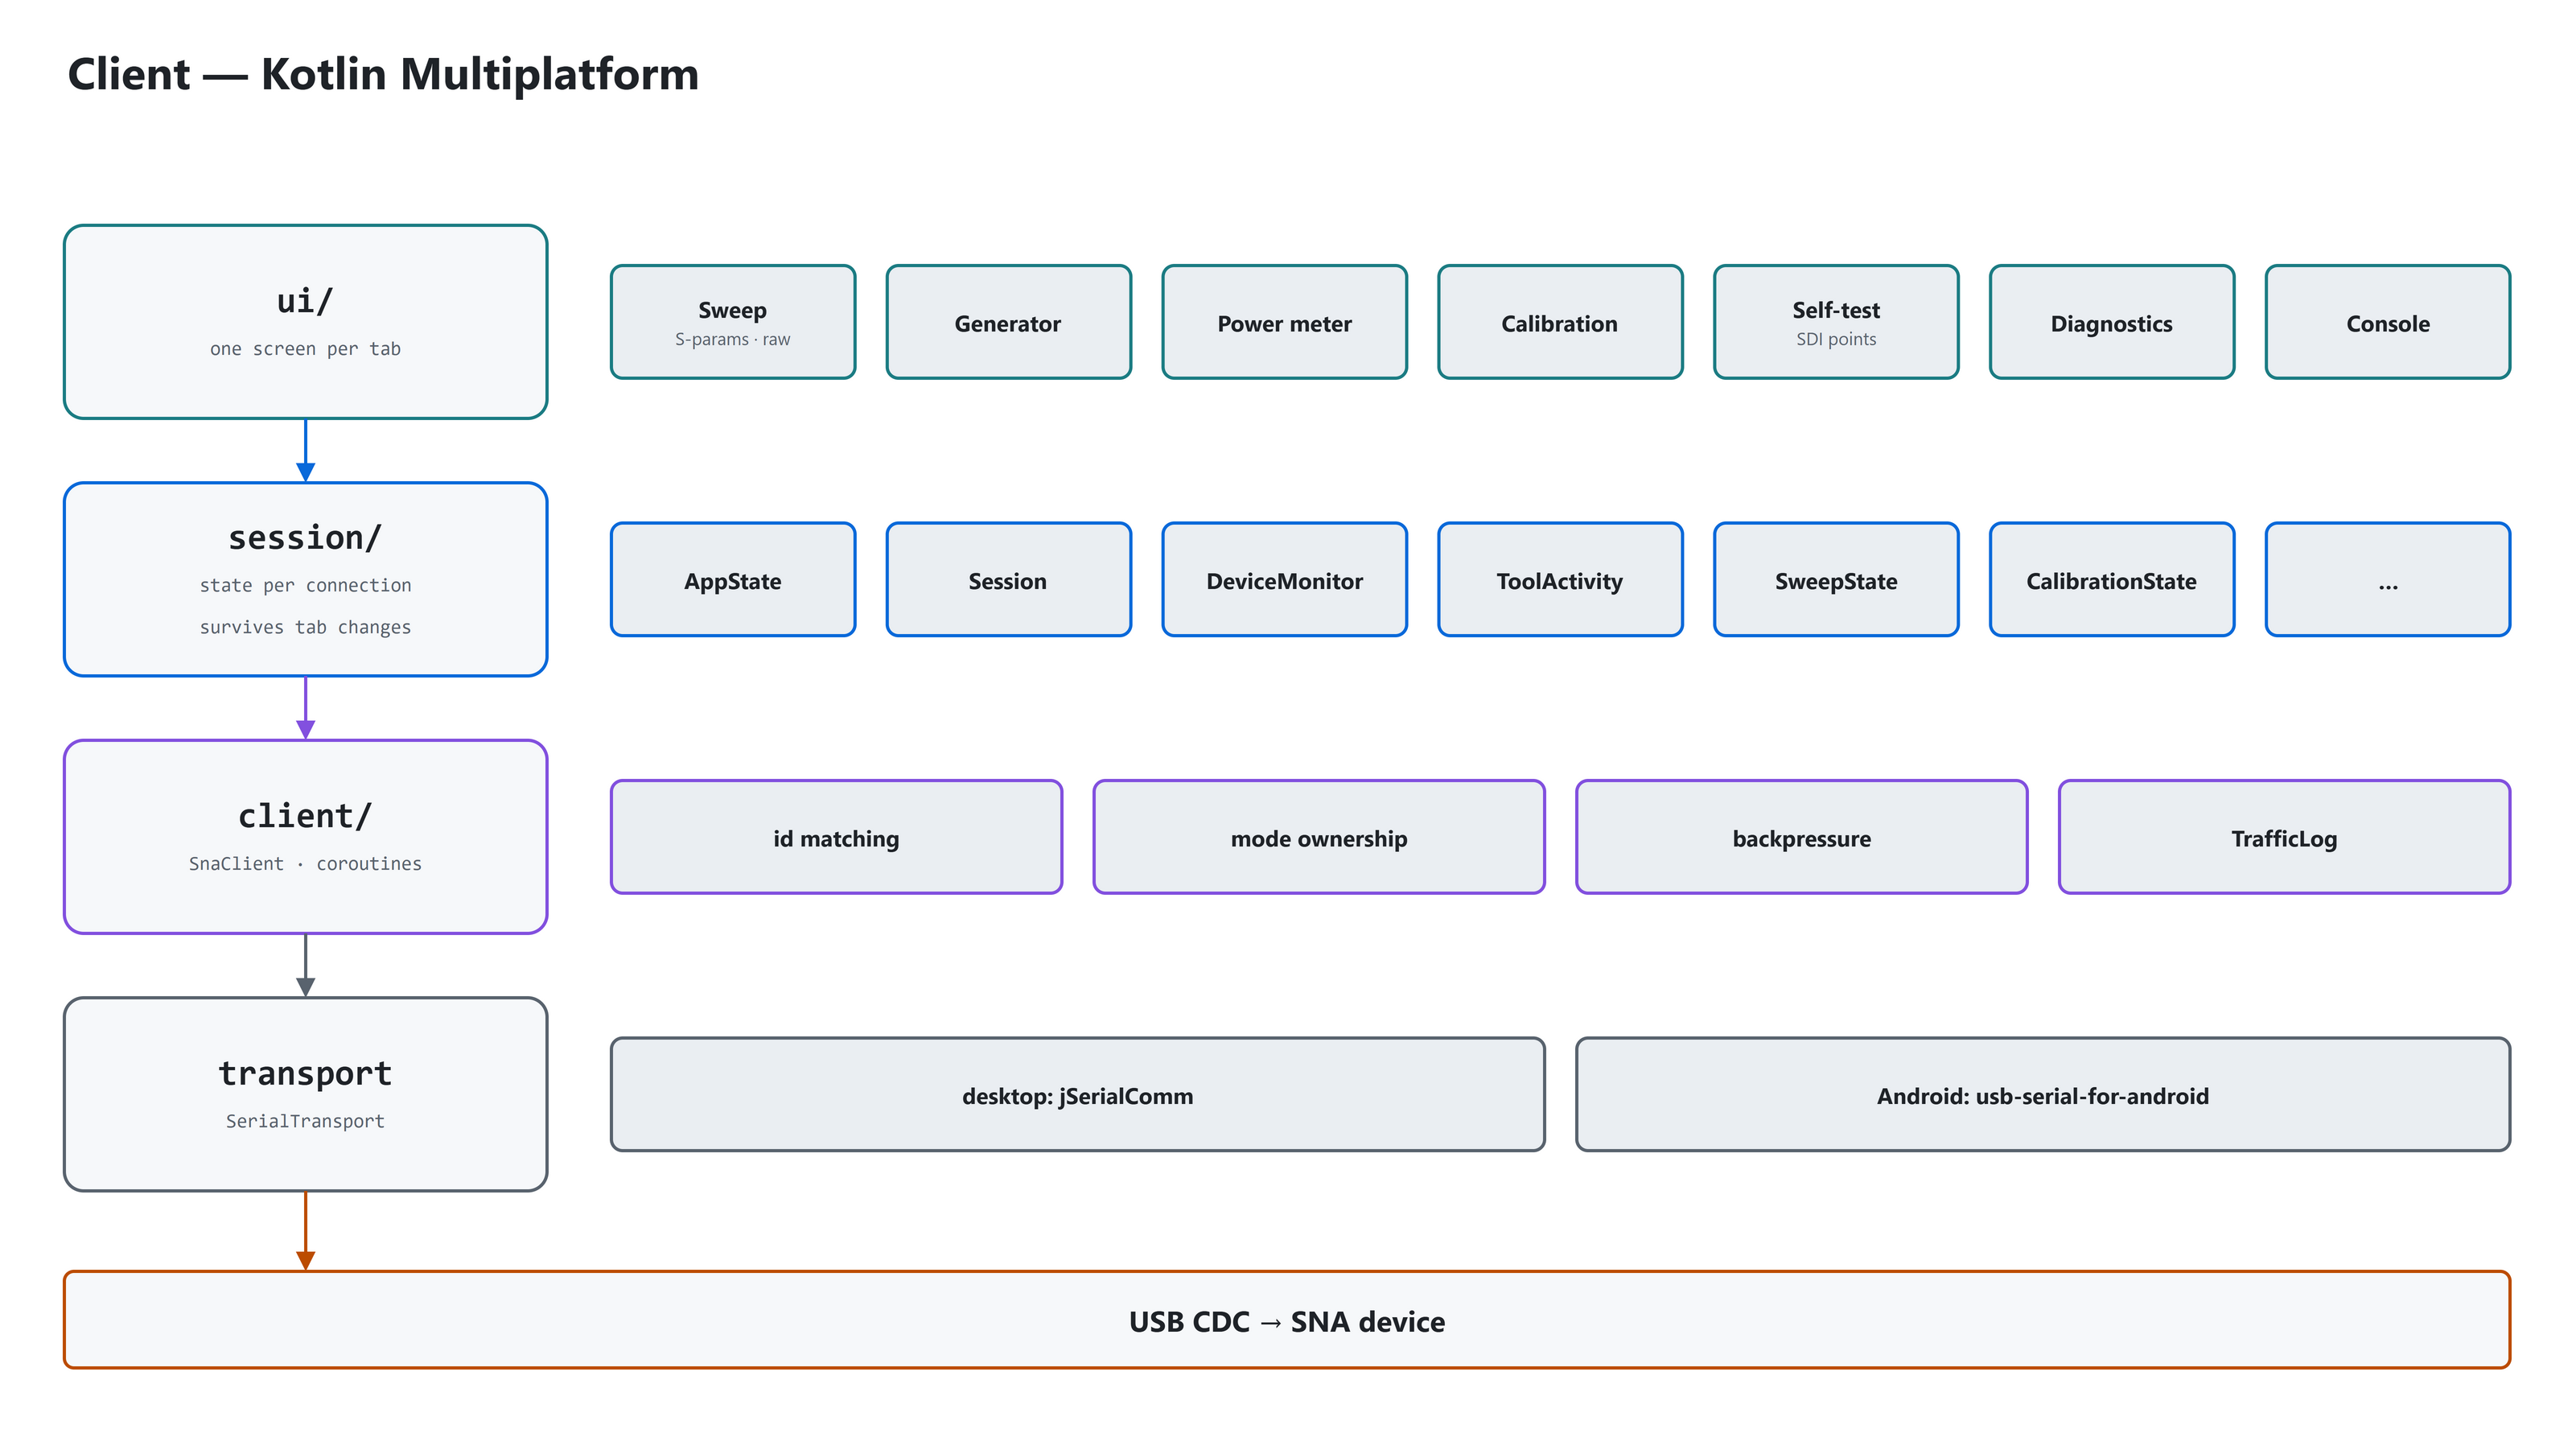 Client — Kotlin Multiplatform
ui/
one screen per tab
Sweep
S-params · raw
Generator
Power meter
Calibration
Self-test
SDI points
Diagnostics
Console
session/
state per connection
survives tab changes
AppState
Session
DeviceMonitor
ToolActivity
SweepState
CalibrationState
…
client/
SnaClient · coroutines
id matching
mode ownership
backpressure
TrafficLog
transport
SerialTransport
desktop: jSerialComm
Android: usb-serial-for-android
USB CDC → SNA device